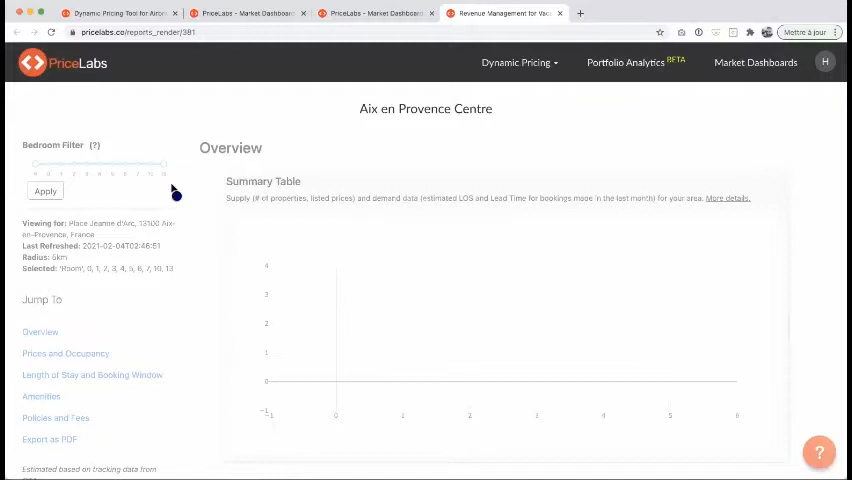 Dynamic Pricing Tool for Airbn
PriceLabs - Market Dashboard
PriceLabs - Market Dashboard
Revenue Management for Vac
pricelabs.co/reports_render/381
Mettre à jour
PriceLabs
Dynamic Pricing
Portfolio Analytics BETA
Market Dashboards
H
Aix en Provence Centre
Bedroom Filter (?)
Apply
Viewing for: Place Jeanne d'Arc, 13100 Aix-
en-Provence, France
Last Refreshed: 2021-02-04T02:46:51
Radius: 5km
Selected: 'Room', 0, 1, 2, 3, 4, 5, 6, 7, 10, 13
Jump To
Overview
Prices and Occupancy
Length of Stay and Booking Window
Amenities
Policies and Fees
Export as PDF
Estimated based on tracking data from
Overview
Summary Table
Supply (# of properties, listed prices) and demand data (estimated LOS and Lead Time for bookings made in the last month) for your area. More details.
4
3
2
1
0
−1
−1 0 1 2 3 4 5 6
?